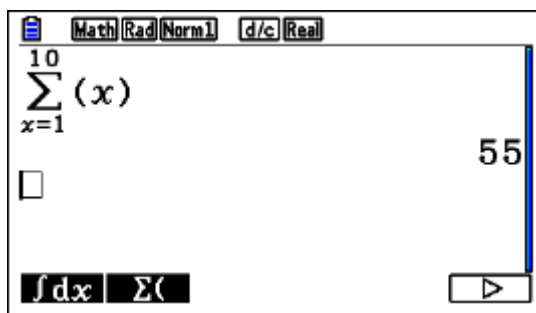 Math Rad Norm1 d/c Real
10
∑(x)
x=1
55
∫dx Σ(